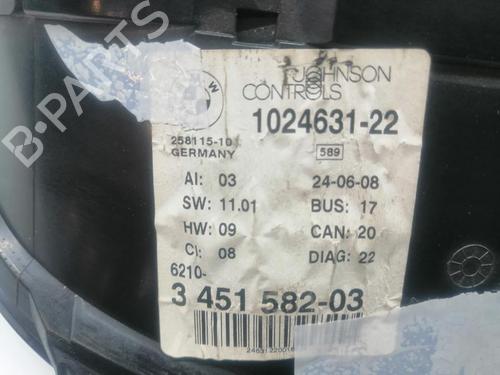 B-PARTS
JOHNSON
CONTROLS
1024631-22
258115-10
GERMANY
589
AI: 03 24-06-08
SW: 11.01 BUS: 17
HW: 09 CAN: 20
CI: 08 DIAG: 22
6210-
3 451 582-03